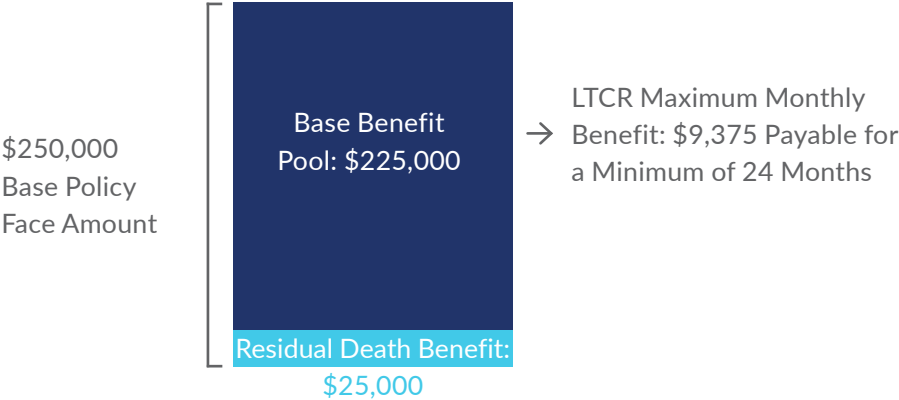 $250,000
Base Policy
Face Amount
Base Benefit
Pool: $225,000
LTCR Maximum Monthly
Benefit: $9,375 Payable for
a Minimum of 24 Months
Residual Death Benefit:
$25,000